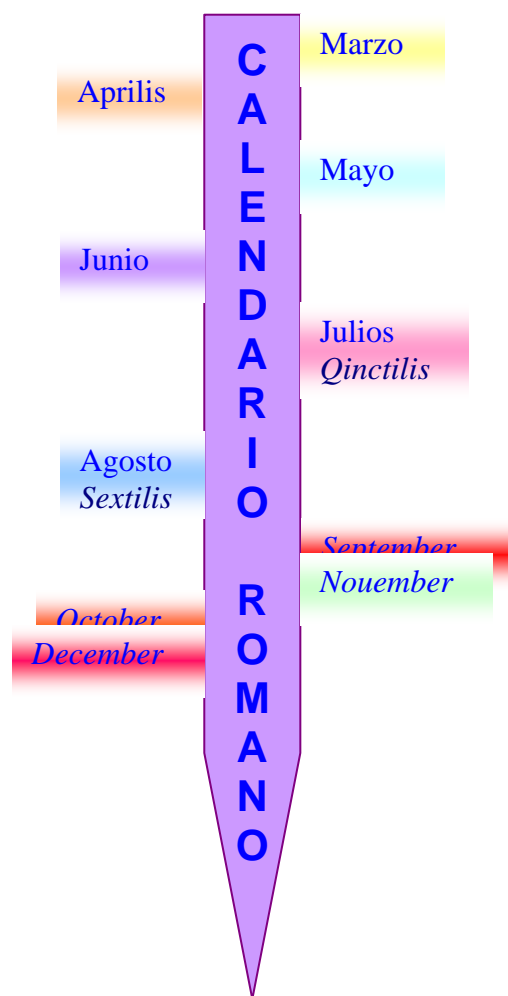 CALENDARIO ROMANO
Marzo
Aprilis
Mayo
Junio
Julios
Qinctilis
Agosto
Sextilis
September
Nouember
October
December